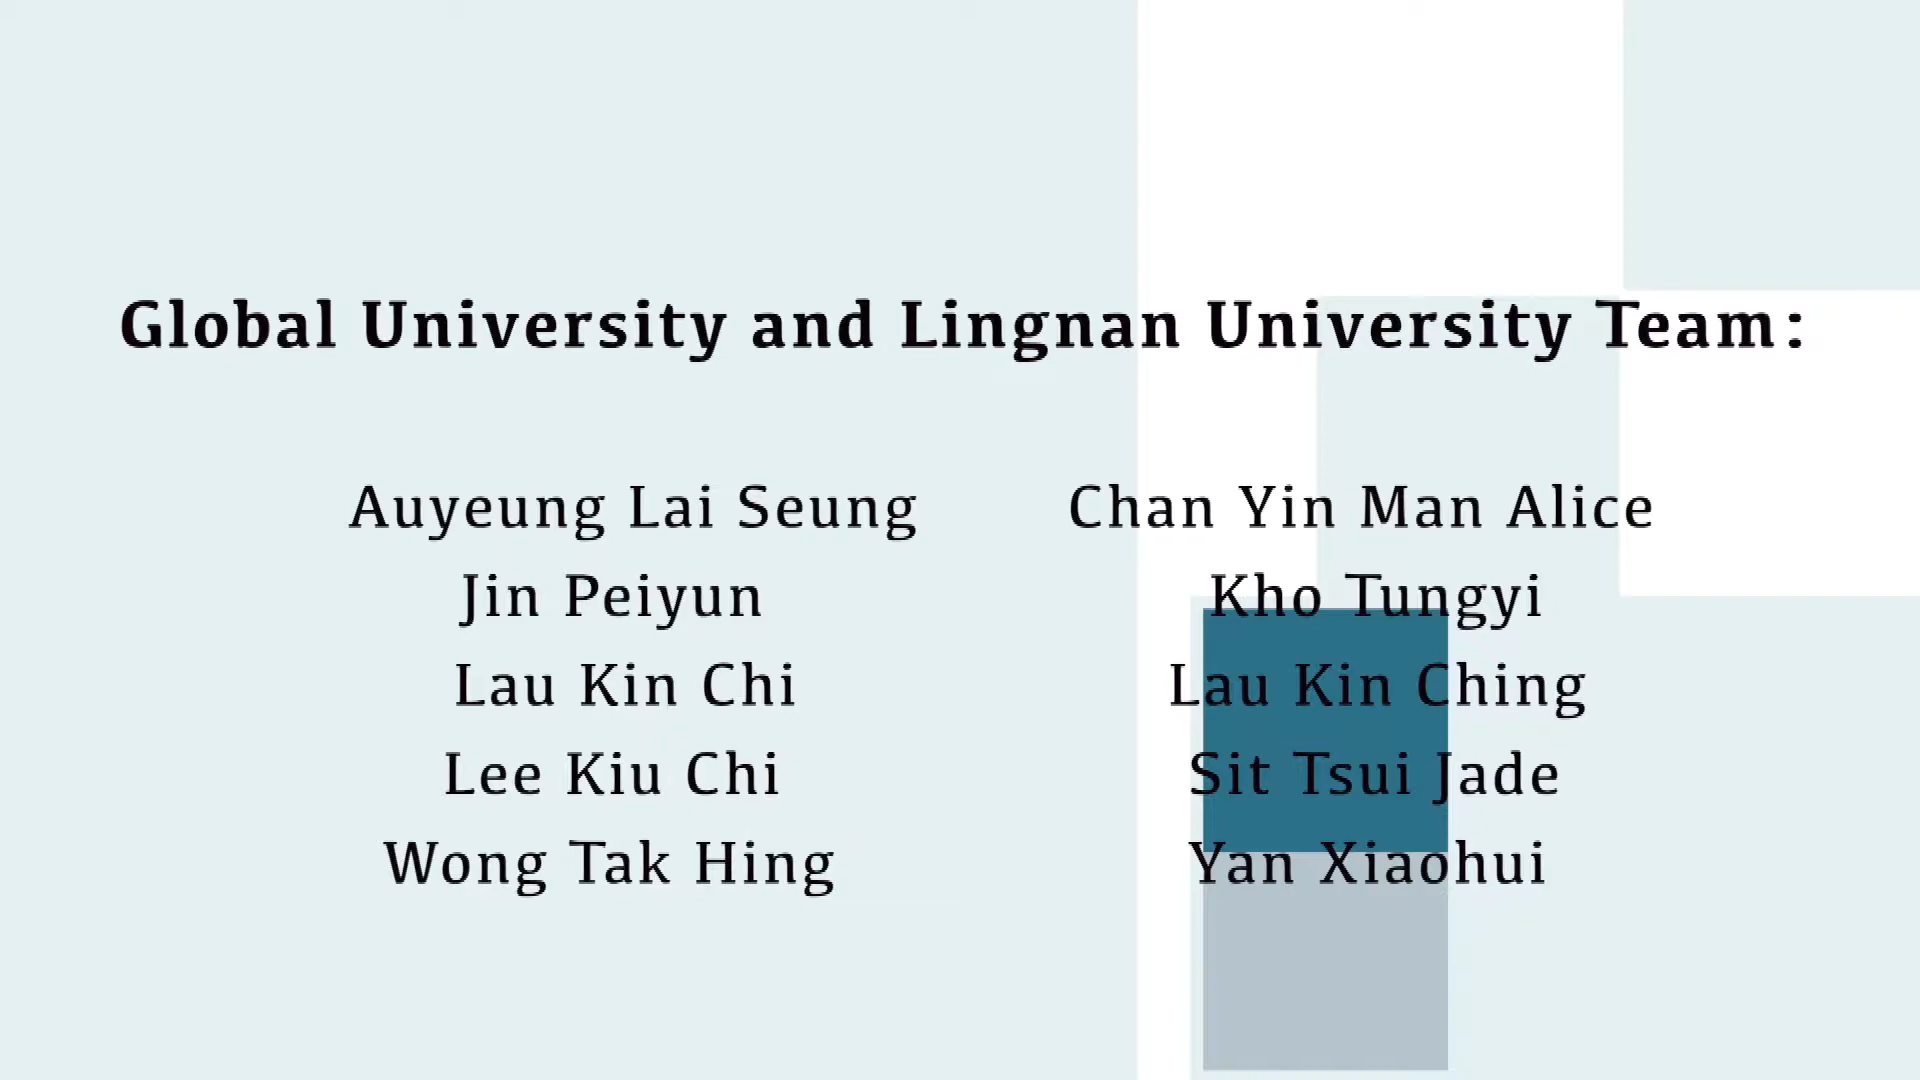 Global University and Lingnan University Team:
Auyeung Lai Seung Chan Yin Man Alice
Jin Peiyun Kho Tungyi
Lau Kin Chi Lau Kin Ching
Lee Kiu Chi Sit Tsui Jade
Wong Tak Hing Yan Xiaohui